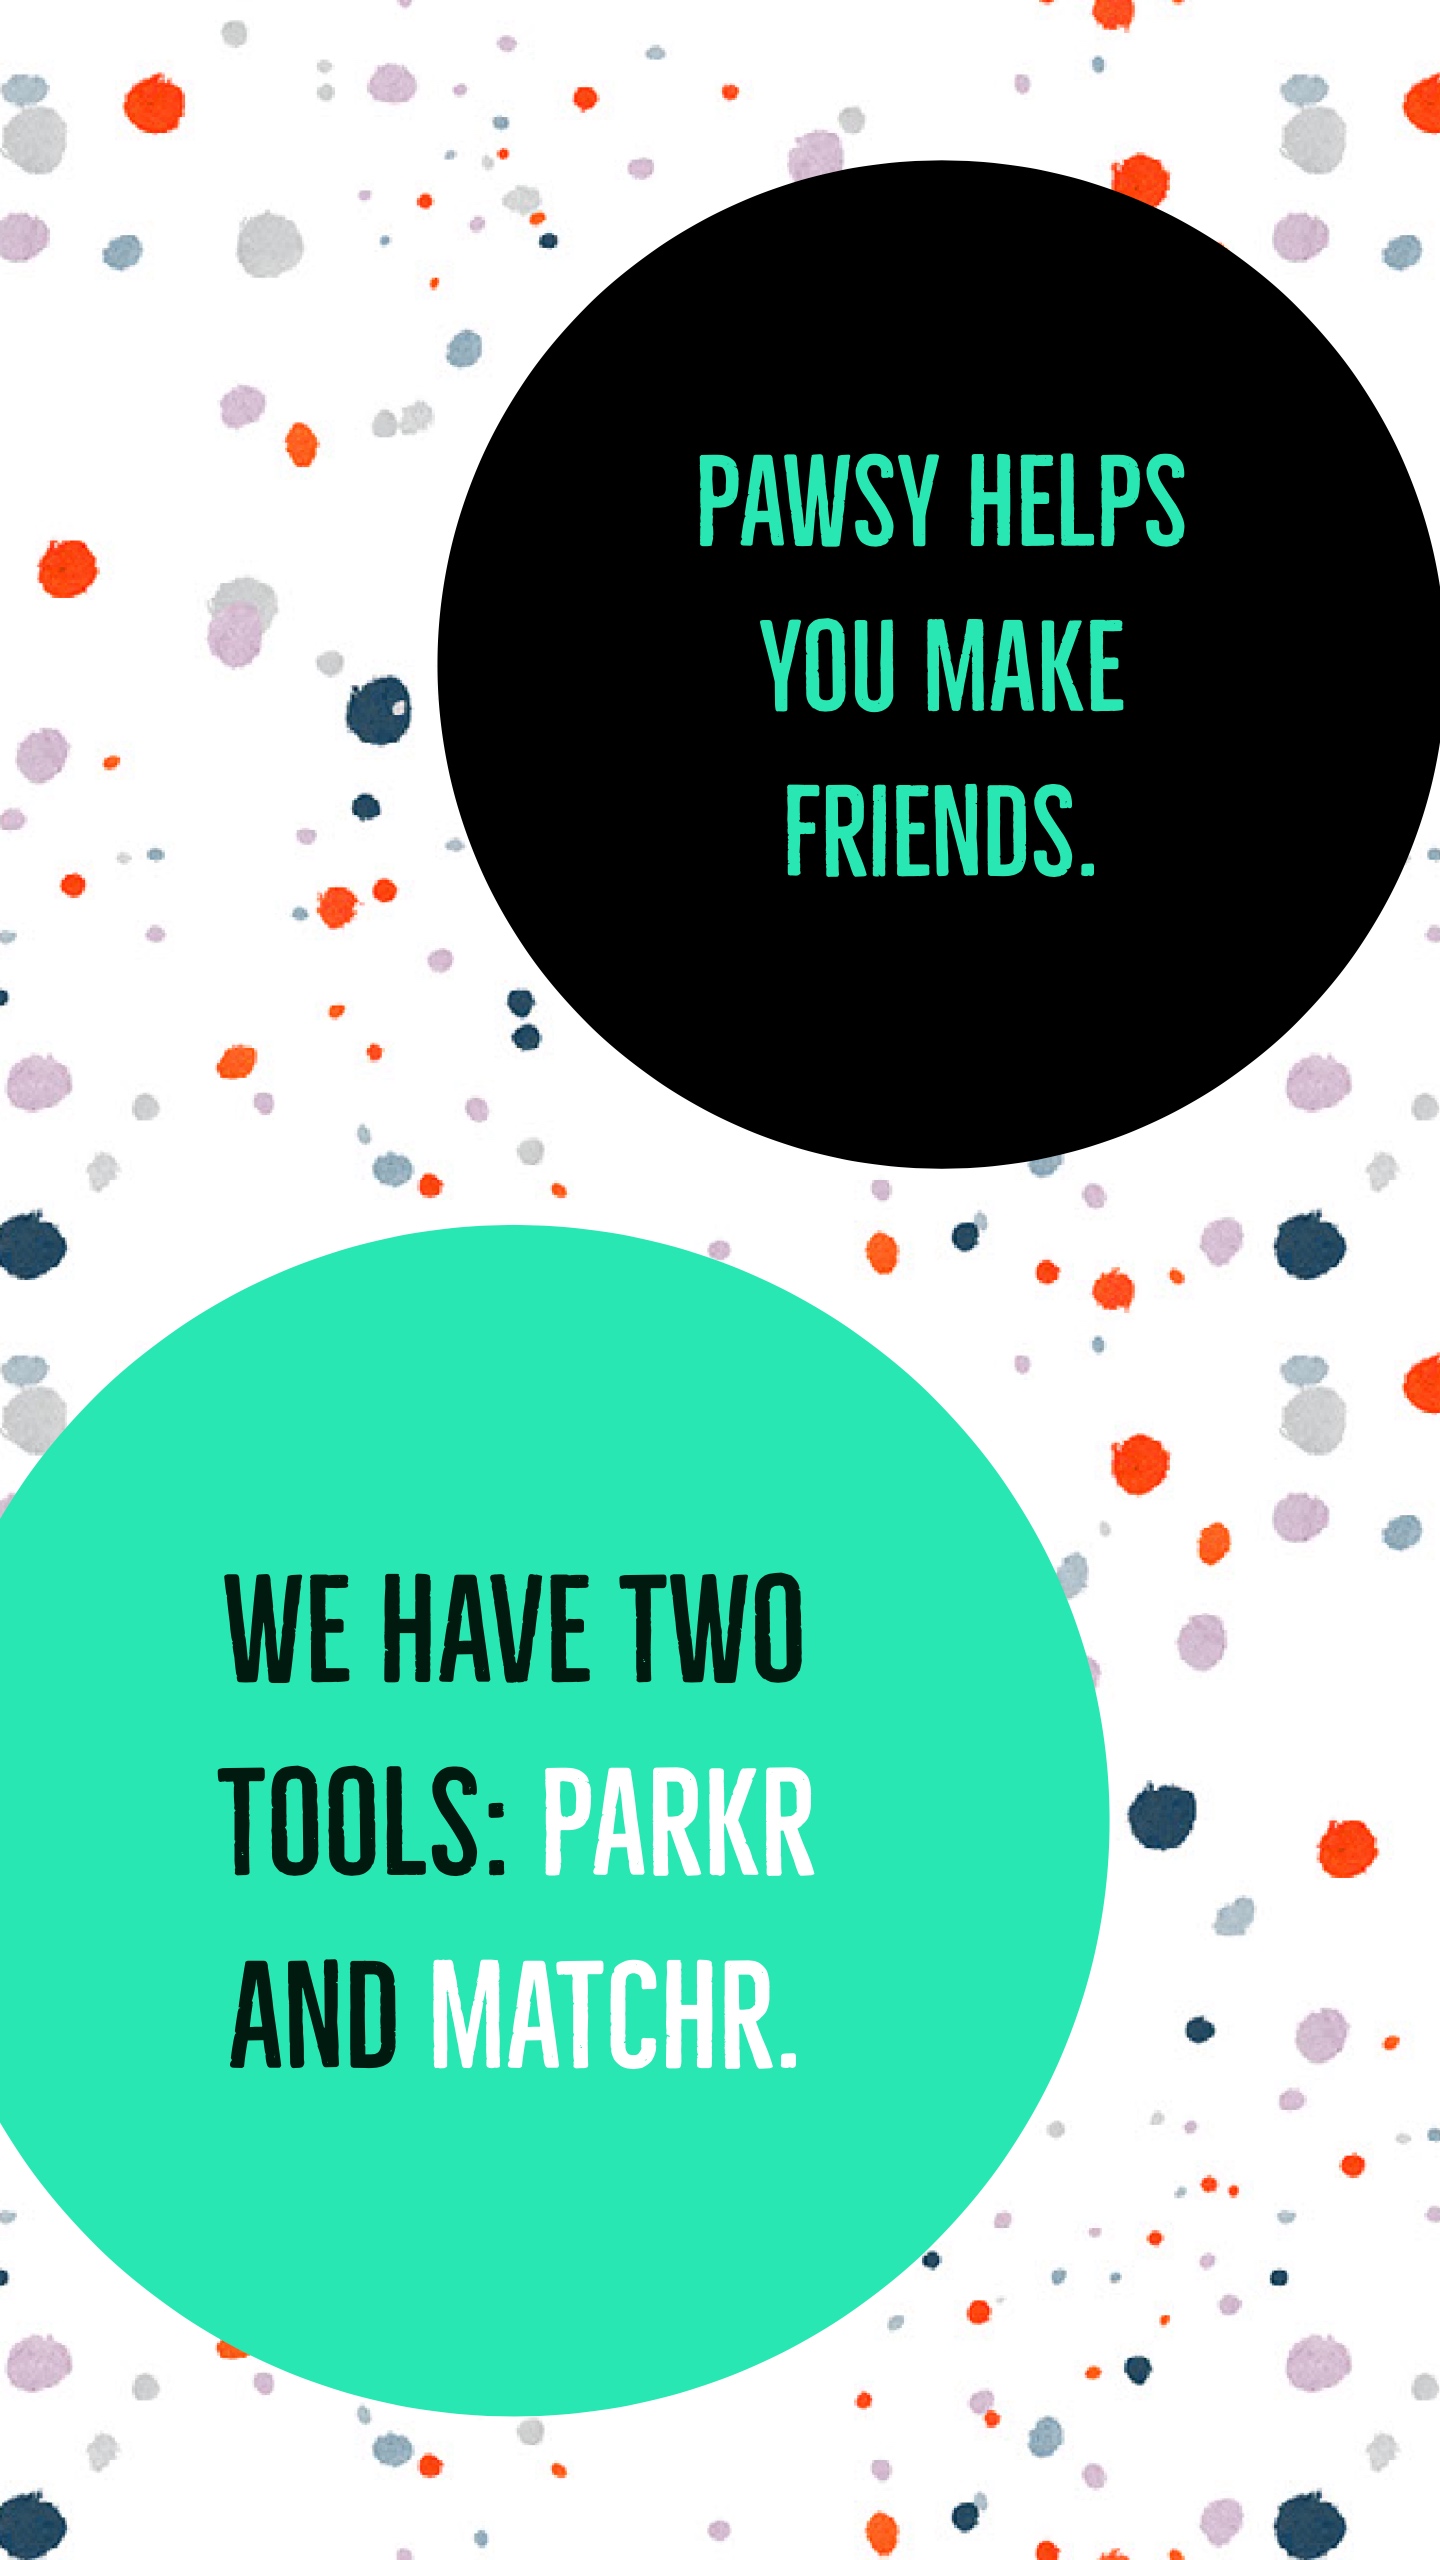 PAWSY HELPS
YOU MAKE
FRIENDS.
WE HAVE TWO
TOOLS: PARKR
AND MATCHR.